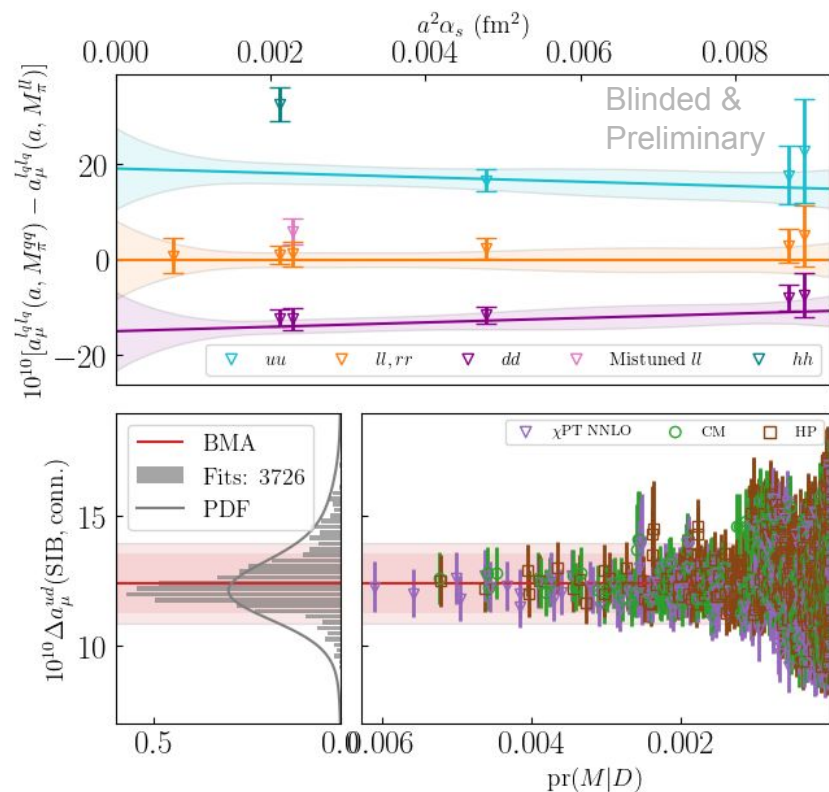 a²αₛ (fm²)
0.000 0.002 0.004 0.006 0.008
10¹⁰[a_μ^{l_q l_q}(a, M_π^{qq}) − a_μ^{l_q l_q}(a, M_π^{ll})]
Blinded &
Preliminary
20
0
−20
uu ll, rr dd Mistuned ll hh
10¹⁰Δa_μ^{ud}(SIB, conn.)
BMA
Fits: 3726
PDF
χPT NNLO CM HP
15
10
0.5 0.0
0.006 0.004 0.002
pr(M|D)